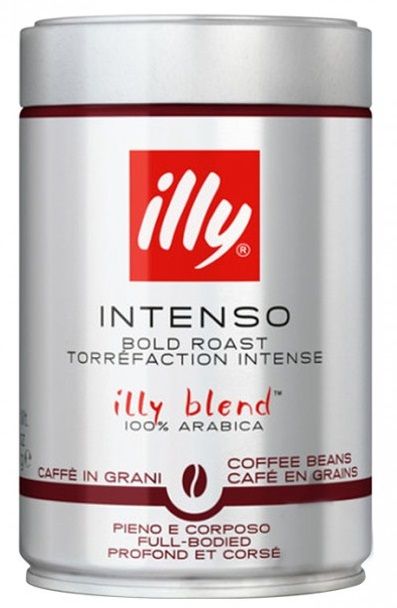 illy®
INTENSO
BOLD ROAST
TORRÉFACTION INTENSE
illy blend™
100% ARABICA
CAFFÈ IN GRANI
COFFEE BEANS
CAFÉ EN GRAINS
PIENO E CORPOSO
FULL-BODIED
PROFOND ET CORSÉ